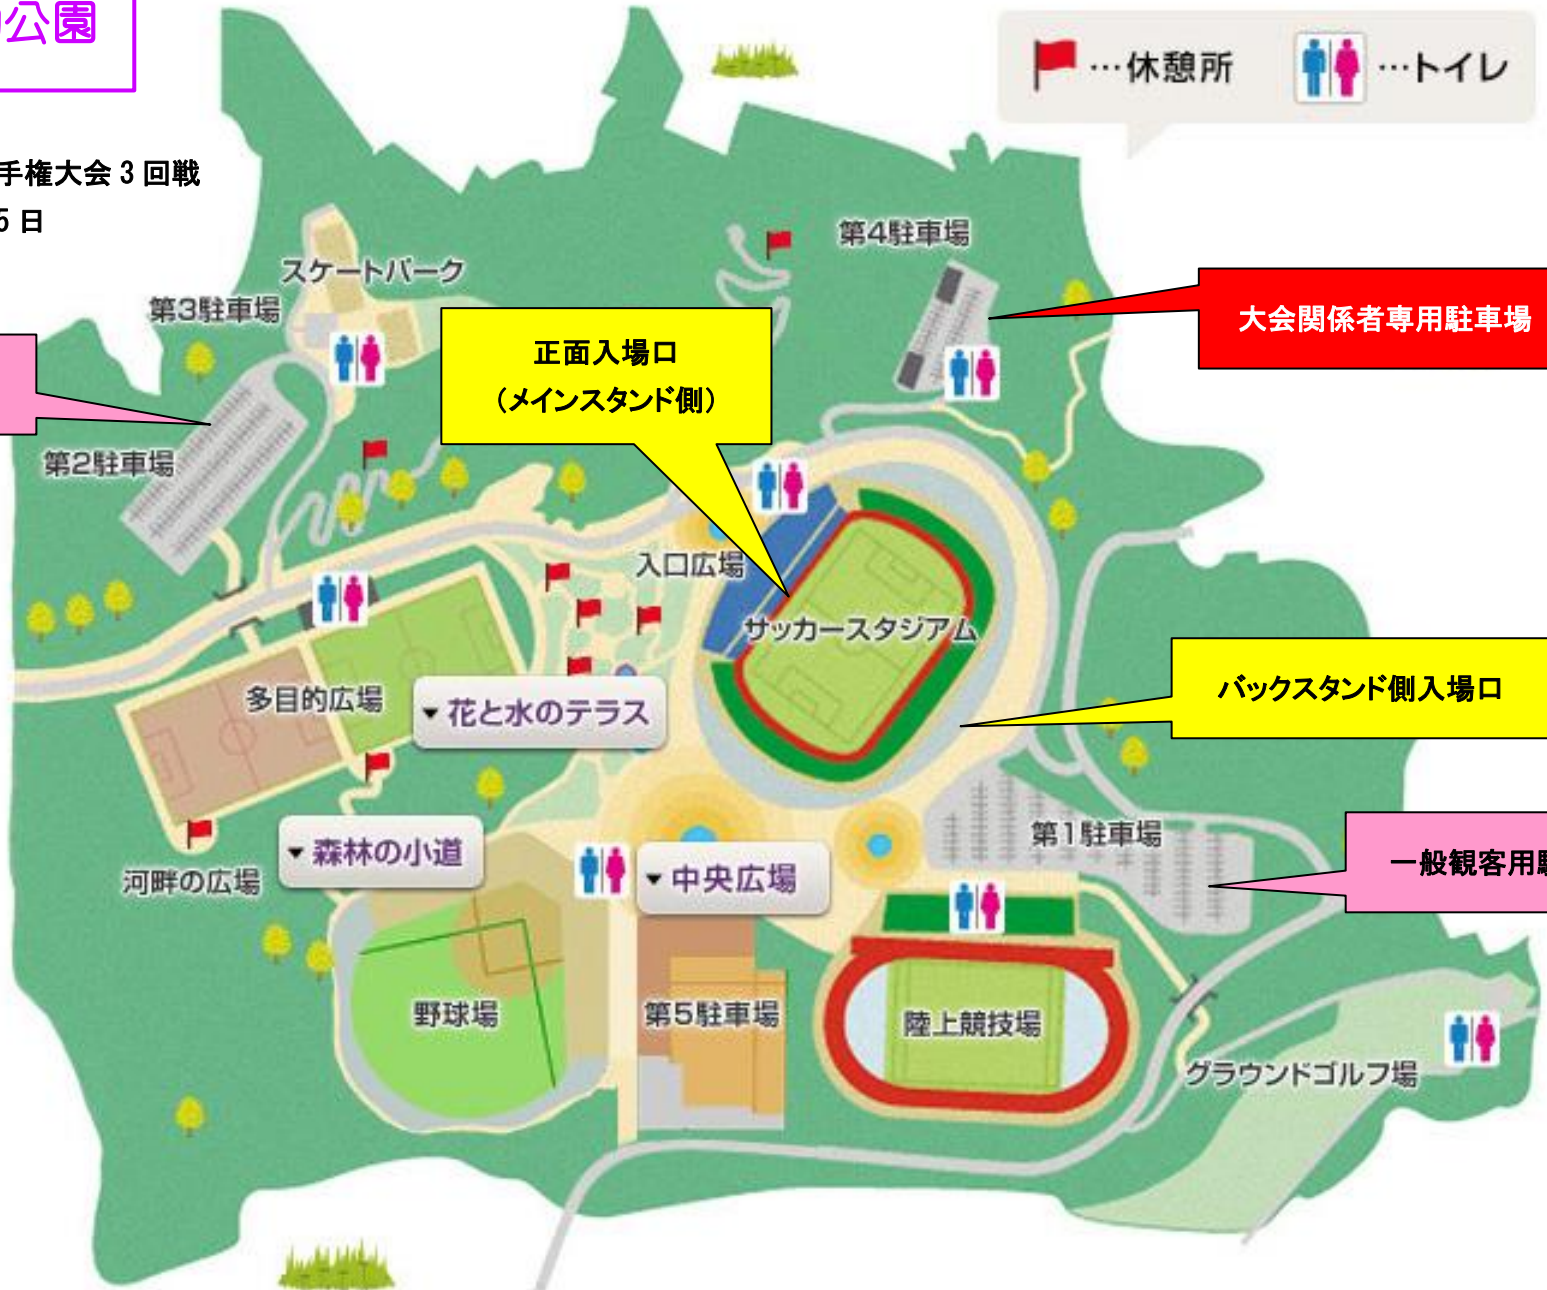 公園
…休憩所
…トイレ
手権大会 3 回戦
5 日
第4駐車場
スケートパーク
第3駐車場
大会関係者専用駐車場
正面入場口
（メインスタンド側）
第2駐車場
入口広場
サッカースタジアム
バックスタンド側入場口
多目的広場
花と水のテラス
第1駐車場
一般観客用駐
森林の小道
中央広場
河畔の広場
野球場
第5駐車場
陸上競技場
グラウンドゴルフ場